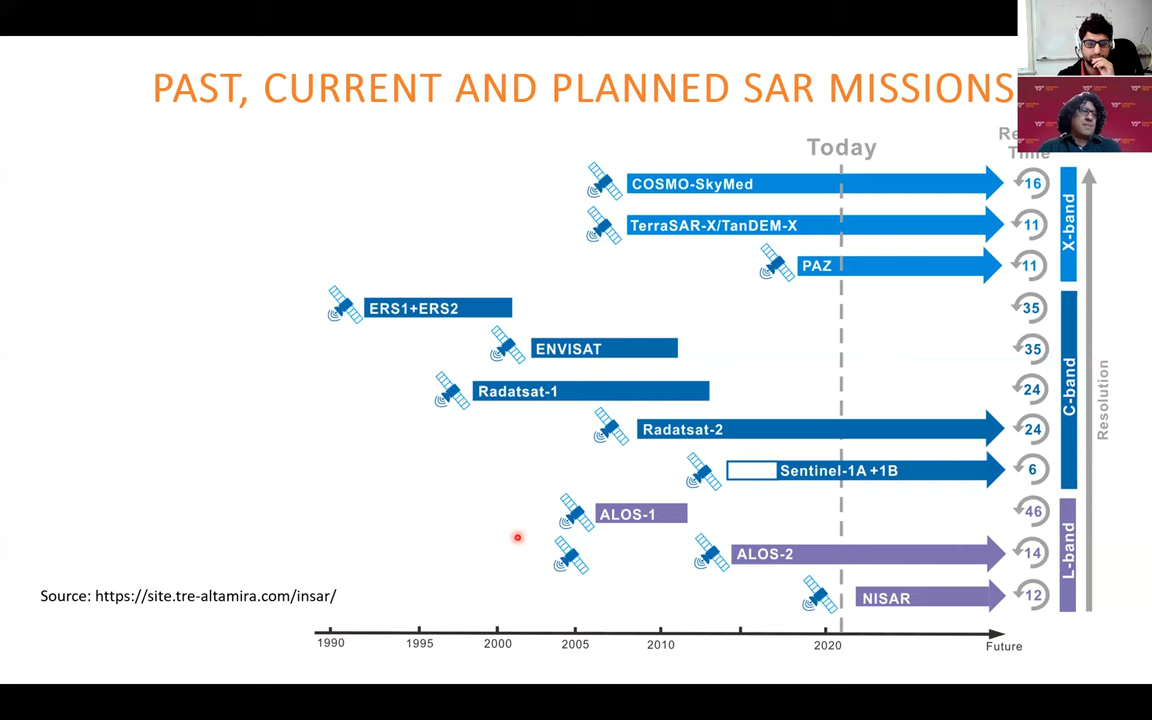 PAST, CURRENT AND PLANNED SAR MISSIONS
Today
Re
Time
COSMO-SkyMed
16
TerraSAR-X/TanDEM-X
11
PAZ
11
X-band
ERS1+ERS2
35
ENVISAT
35
Radatsat-1
24
Radatsat-2
24
Sentinel-1A +1B
6
C-band
Resolution
ALOS-1
46
ALOS-2
14
NISAR
12
L-band
Source: https://site.tre-altamira.com/insar/
1990
1995
2000
2005
2010
2020
Future